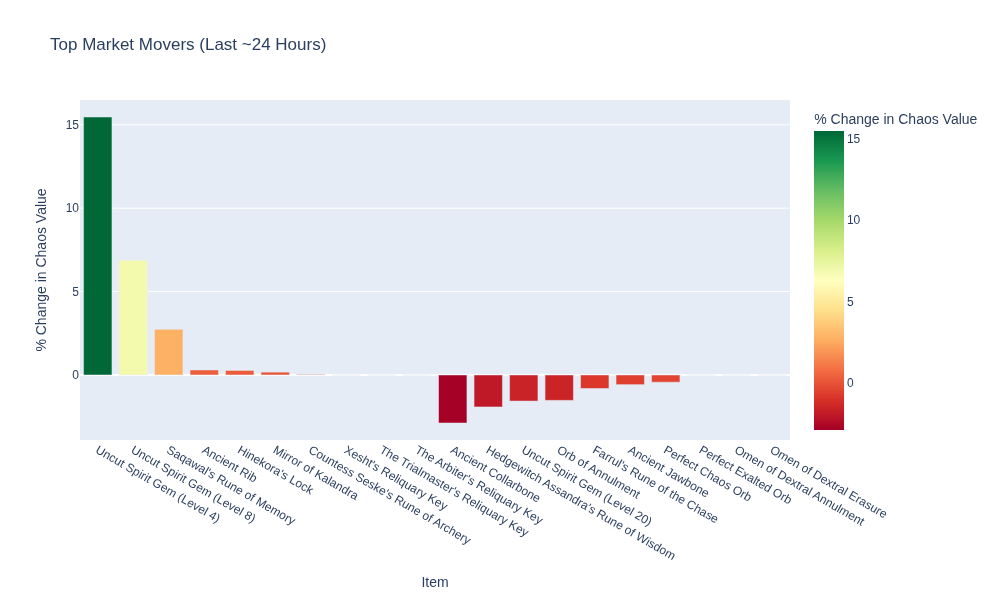 Top Market Movers (Last ~24 Hours)
% Change in Chaos Value
15
10
5
0
% Change in Chaos Value
15
10
5
0
Uncut Spirit Gem (Level 4)
Uncut Spirit Gem (Level 8)
Saqawal's Rune of Memory
Ancient Rib
Hinekora's Lock
Mirror of Kalandra
Countess Seske's Rune of Archery
Xesht's Reliquary Key
The Trialmaster's Reliquary Key
The Arbiter's Reliquary Key
Ancient Collarbone
Hedgewitch Assandra's Rune of Wisdom
Uncut Spirit Gem (Level 20)
Orb of Annulment
Farrul's Rune of the Chase
Ancient Jawbone
Perfect Chaos Orb
Perfect Exalted Orb
Omen of Dextral Annulment
Omen of Dextral Erasure
Item